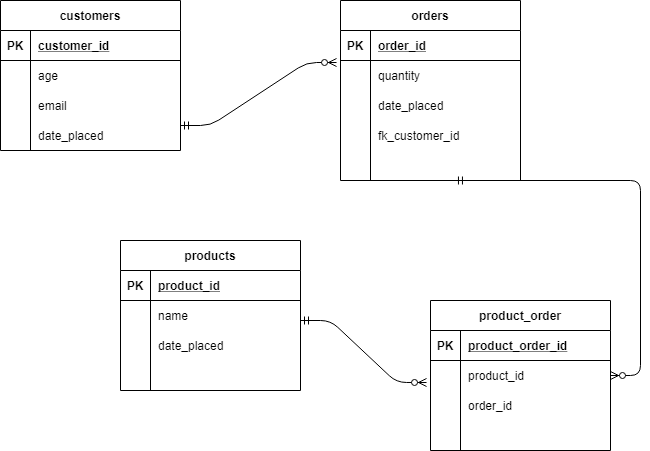 customers
PK customer_id
age
email
date_placed
orders
PK order_id
quantity
date_placed
fk_customer_id
products
PK product_id
name
date_placed
product_order
PK product_order_id
product_id
order_id